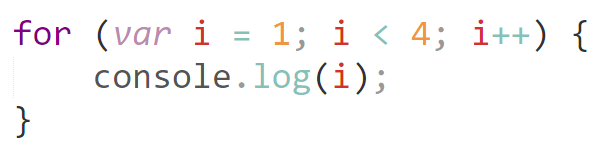 for (var i = 1; i < 4; i++) {
    console.log(i);
}